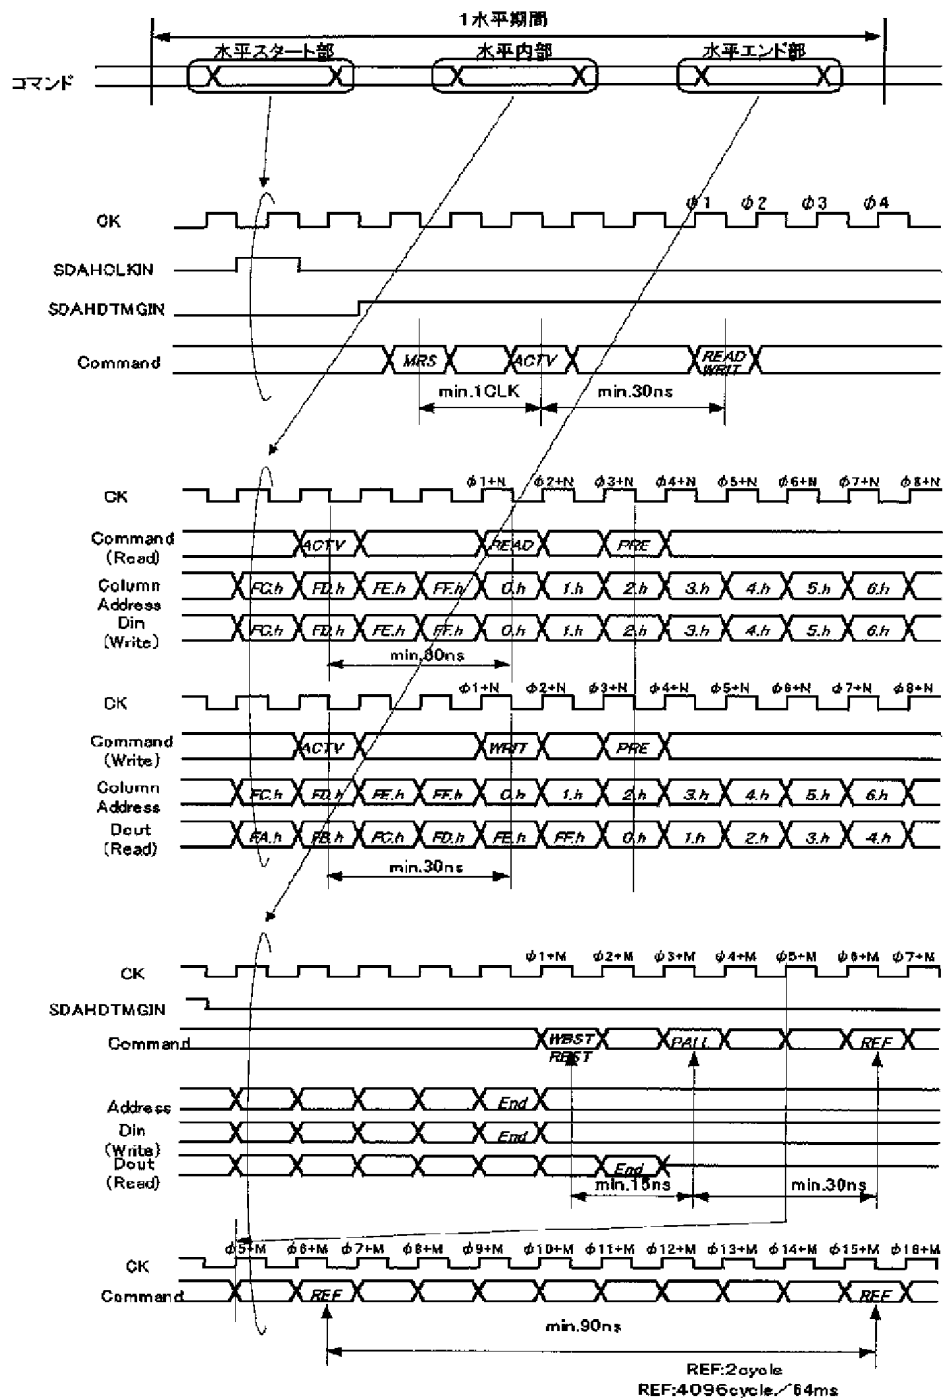 1水平期間
水平スタート部 水平内部 水平エンド部
コマンド
φ1 φ2 φ3 φ4
CK
SDAHCLKIN
SDAHDTMGIN
Command MRS ACTV READ
WRIT
min.1CLK min.30ns
φ1+N φ2+N φ3+N φ4+N φ5+N φ6+N φ7+N φ8+N
CK
Command
(Read) ACTV READ PRE
Column
Address FC.h FD.h FE.h FF.h 0.h 1.h 2.h 3.h 4.h 5.h 6.h
Din
(Write) FC.h FD.h FE.h FF.h 0.h 1.h 2.h 3.h 4.h 5.h 6.h
min.30ns
φ1+N φ2+N φ3+N φ4+N φ5+N φ6+N φ7+N φ8+N
CK
Command
(Write) ACTV WRIT PRE
Column
Address FC.h FD.h FE.h FF.h 0.h 1.h 2.h 3.h 4.h 5.h 6.h
Dout
(Read) FA.h FB.h FC.h FD.h FE.h FF.h 0.h 1.h 2.h 3.h 4.h
min.30ns
φ1+M φ2+M φ3+M φ4+M φ5+M φ6+M φ7+M
CK
SDAHDTMGIN
Command WBST PALL REF
RBST
Address End
Din
(Write) End
Dout
(Read) End
min.15ns min.30ns
φ5+M φ6+M φ7+M φ8+M φ9+M φ10+M φ11+M φ12+M φ13+M φ14+M φ15+M φ16+M
CK
Command REF REF
min.90ns
REF:2cycle
REF:4096cycle/64ms